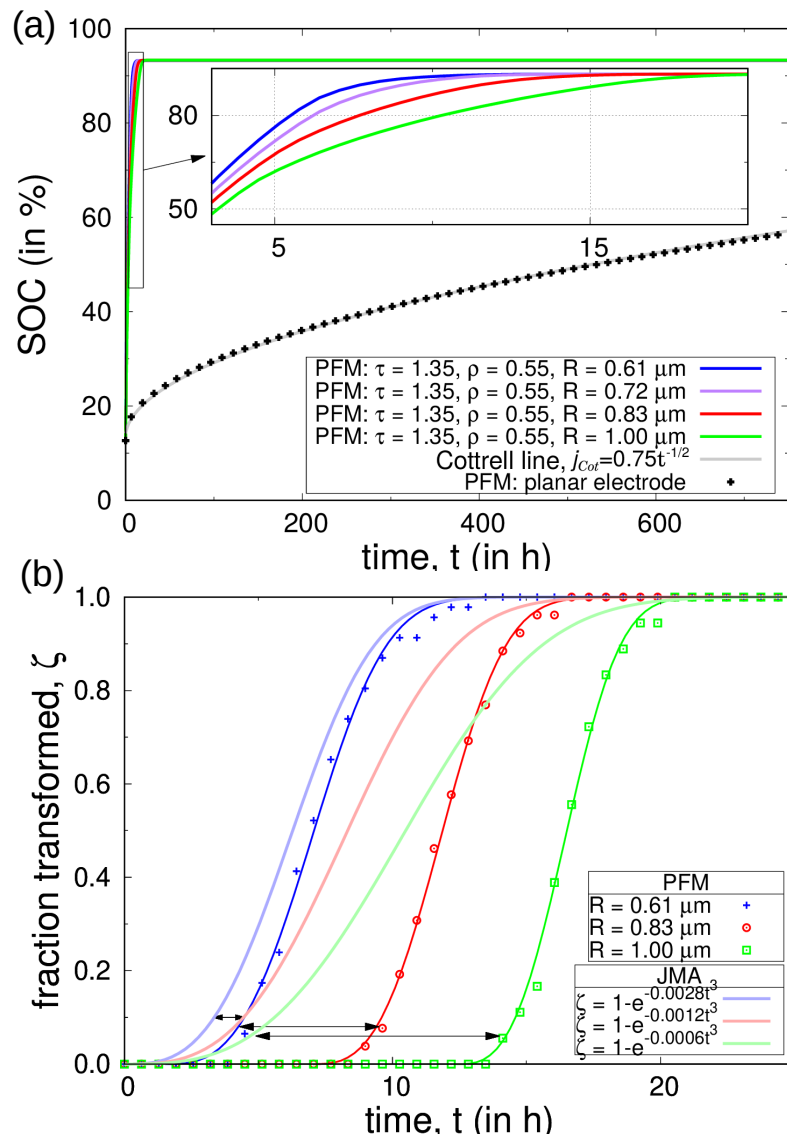 (a)
100
80
60
40
20
0
SOC (in %)
80
50
5 15
PFM: τ = 1.35, ρ = 0.55, R = 0.61 μm
PFM: τ = 1.35, ρ = 0.55, R = 0.72 μm
PFM: τ = 1.35, ρ = 0.55, R = 0.83 μm
PFM: τ = 1.35, ρ = 0.55, R = 1.00 μm
Cottrell line, j_Cot=0.75t^-1/2
PFM: planar electrode
0 200 400 600
time, t (in h)
(b)
1.0
0.8
0.6
0.4
0.2
0.0
fraction transformed, ζ
PFM
R = 0.61 μm
R = 0.83 μm
R = 1.00 μm
JMA
ζ = 1-e^-0.0028t^3
ζ = 1-e^-0.0012t^3
ζ = 1-e^-0.0006t^3
0 10 20
time, t (in h)